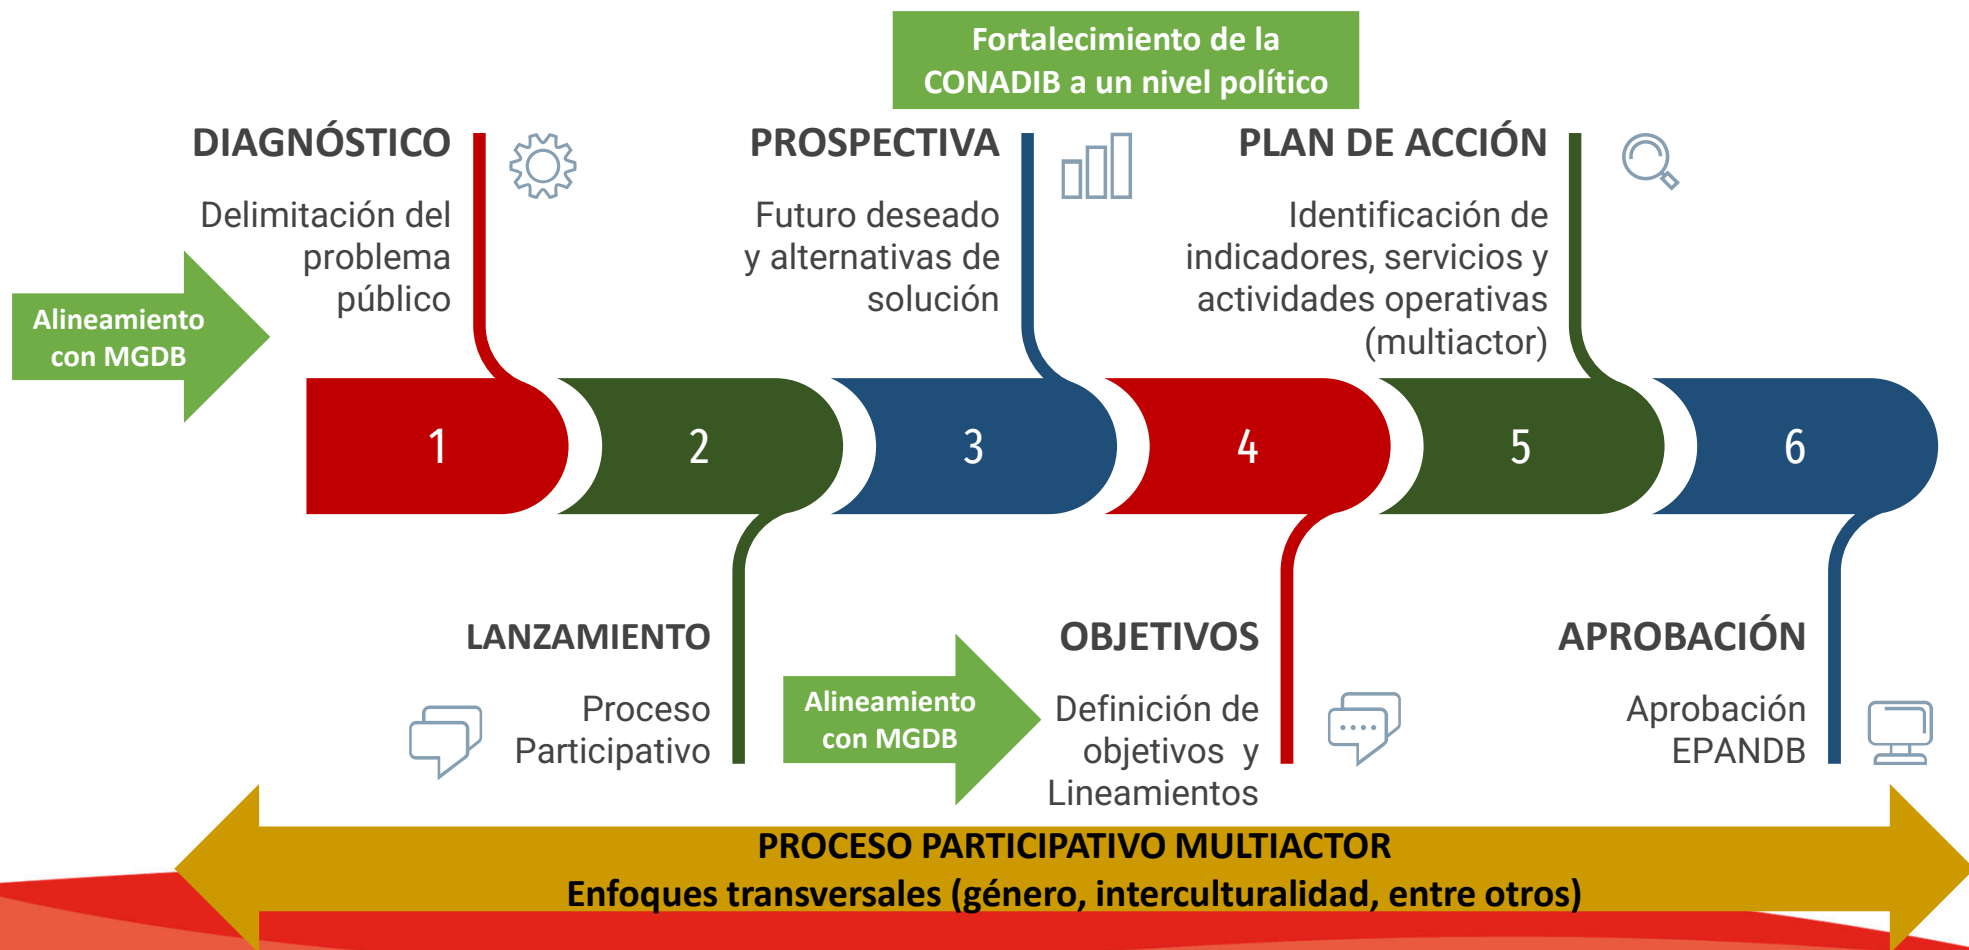 Fortalecimiento de la
CONADIB a un nivel político
DIAGNÓSTICO
Delimitación del
problema
público
PROSPECTIVA
Futuro deseado
y alternativas de
solución
PLAN DE ACCIÓN
Identificación de
indicadores, servicios y
actividades operativas
(multiactor)
Alineamiento
con MGDB
1
2
3
4
5
6
LANZAMIENTO
Proceso
Participativo
Alineamiento
con MGDB
OBJETIVOS
Definición de
objetivos y
Lineamientos
APROBACIÓN
Aprobación
EPANDB
PROCESO PARTICIPATIVO MULTIACTOR
Enfoques transversales (género, interculturalidad, entre otros)